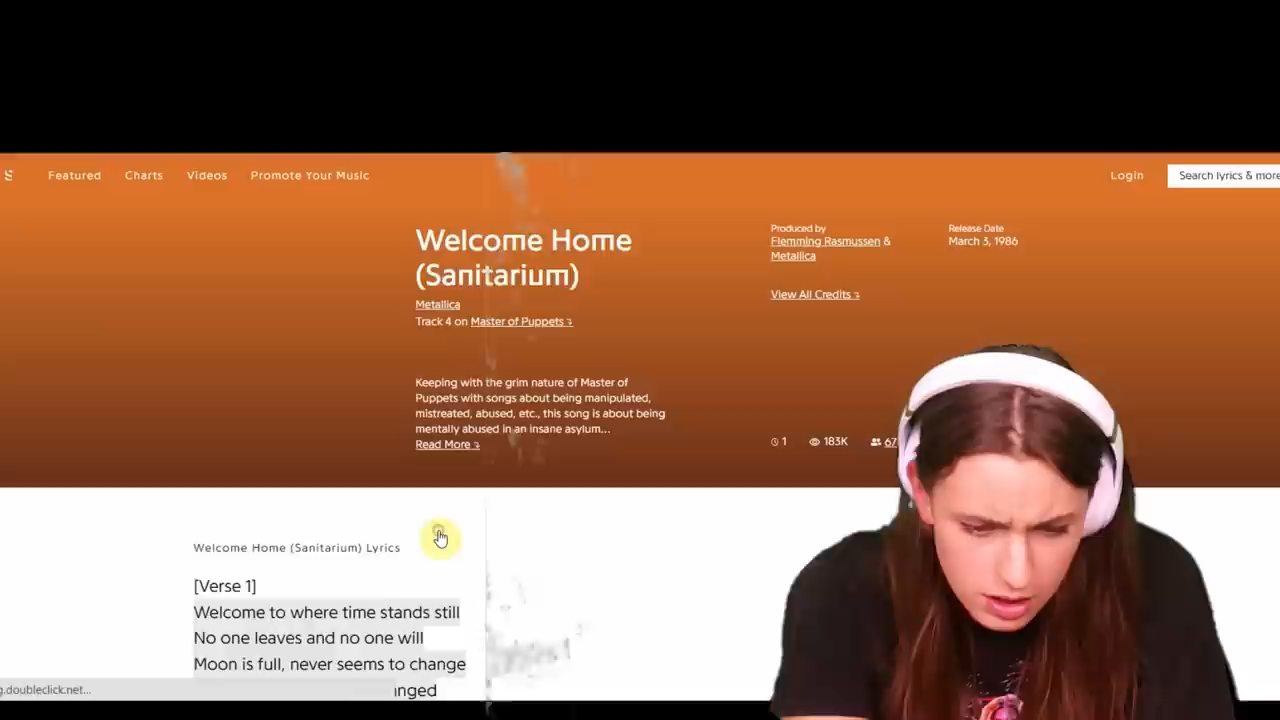 S Featured Charts Videos Promote Your Music Login Search lyrics & more
Welcome Home
(Sanitarium)
Metallica
Track 4 on Master of Puppets
Keeping with the grim nature of Master of
Puppets with songs about being manipulated,
mistreated, abused, etc., this song is about being
mentally abused in an insane asylum...
Read More
Produced by
Flemming Rasmussen &
Metallica
Release Date
March 3, 1986
View All Credits
1 183K 67
Welcome Home (Sanitarium) Lyrics
[Verse 1]
Welcome to where time stands still
No one leaves and no one will
Moon is full, never seems to change
nged
g.doubleclick.net...